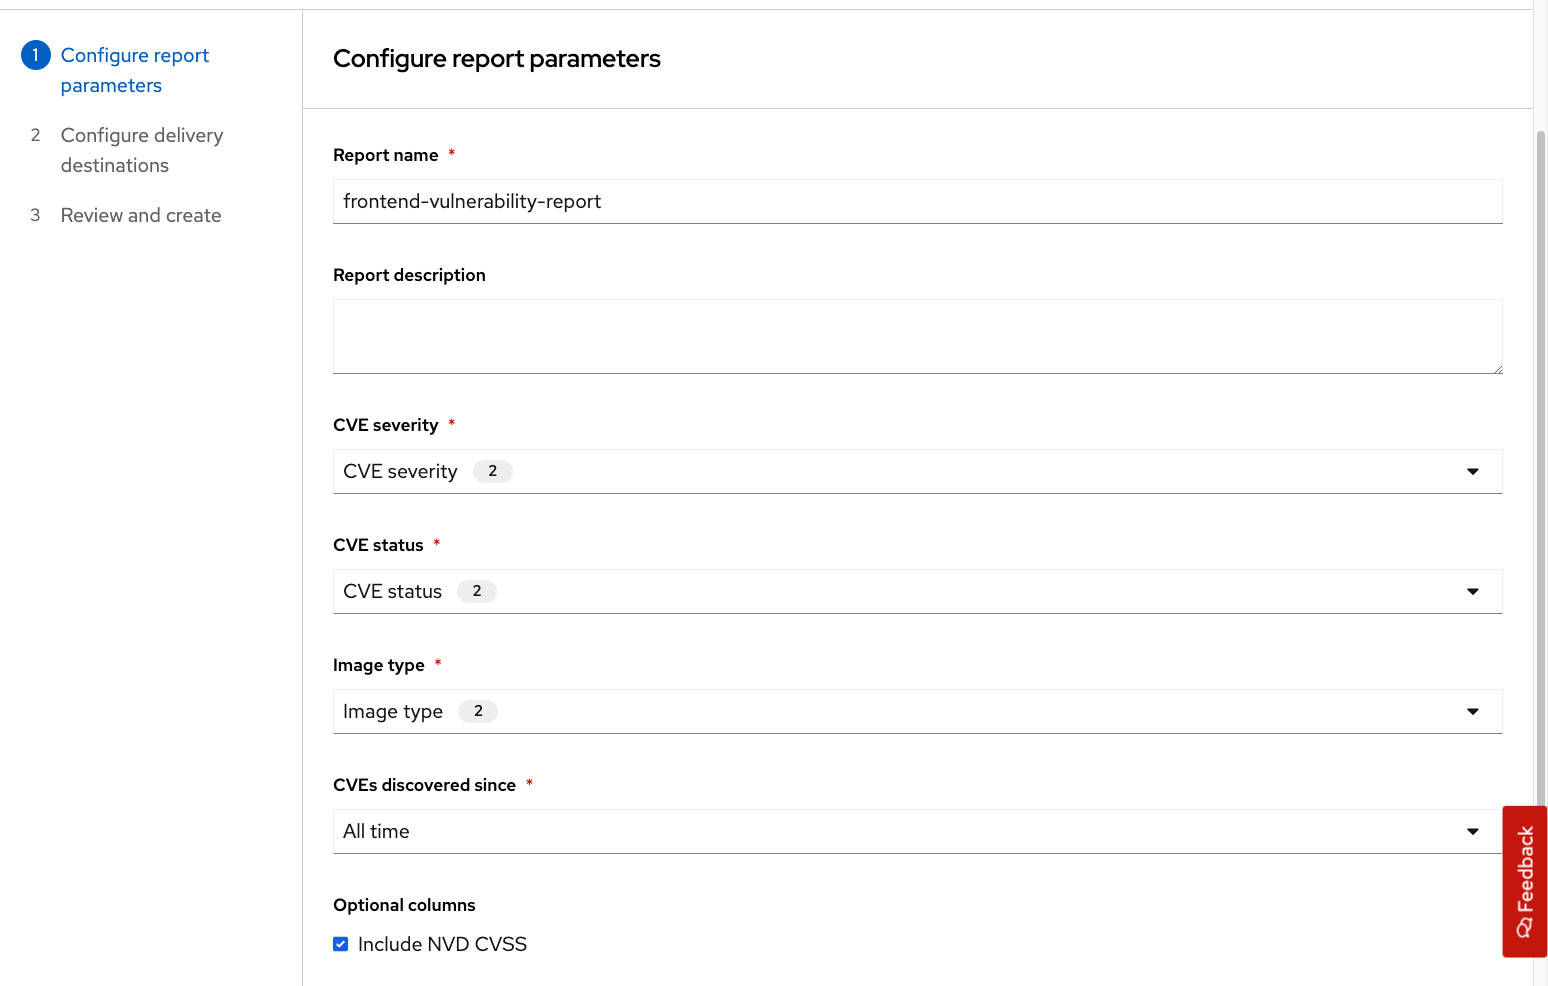 1 Configure report
parameters
2 Configure delivery
destinations
3 Review and create
Configure report parameters
Report name *
frontend-vulnerability-report
Report description
CVE severity *
CVE severity 2
CVE status *
CVE status 2
Image type *
Image type 2
CVEs discovered since *
All time
Optional columns
Include NVD CVSS
Feedback